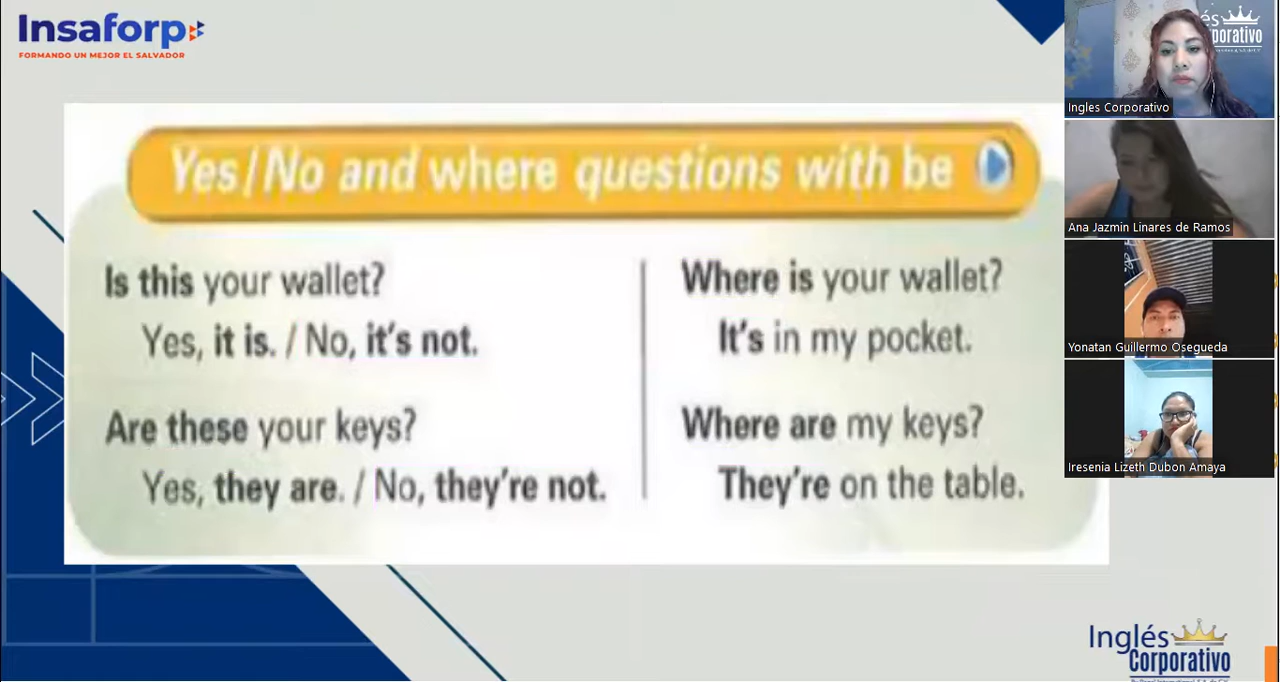 Insaforp
FORMANDO UN MEJOR EL SALVADOR
Yes/No and where questions with be
Is this your wallet?
Yes, it is. / No, it's not.
Are these your keys?
Yes, they are. / No, they're not.
Where is your wallet?
It's in my pocket.
Where are my keys?
They're on the table.
Ingles Corporativo
Ana Jazmin Linares de Ramos
Yonatan Guillermo Osegueda
Iresenia Lizeth Dubon Amaya
Inglés
Corporativo